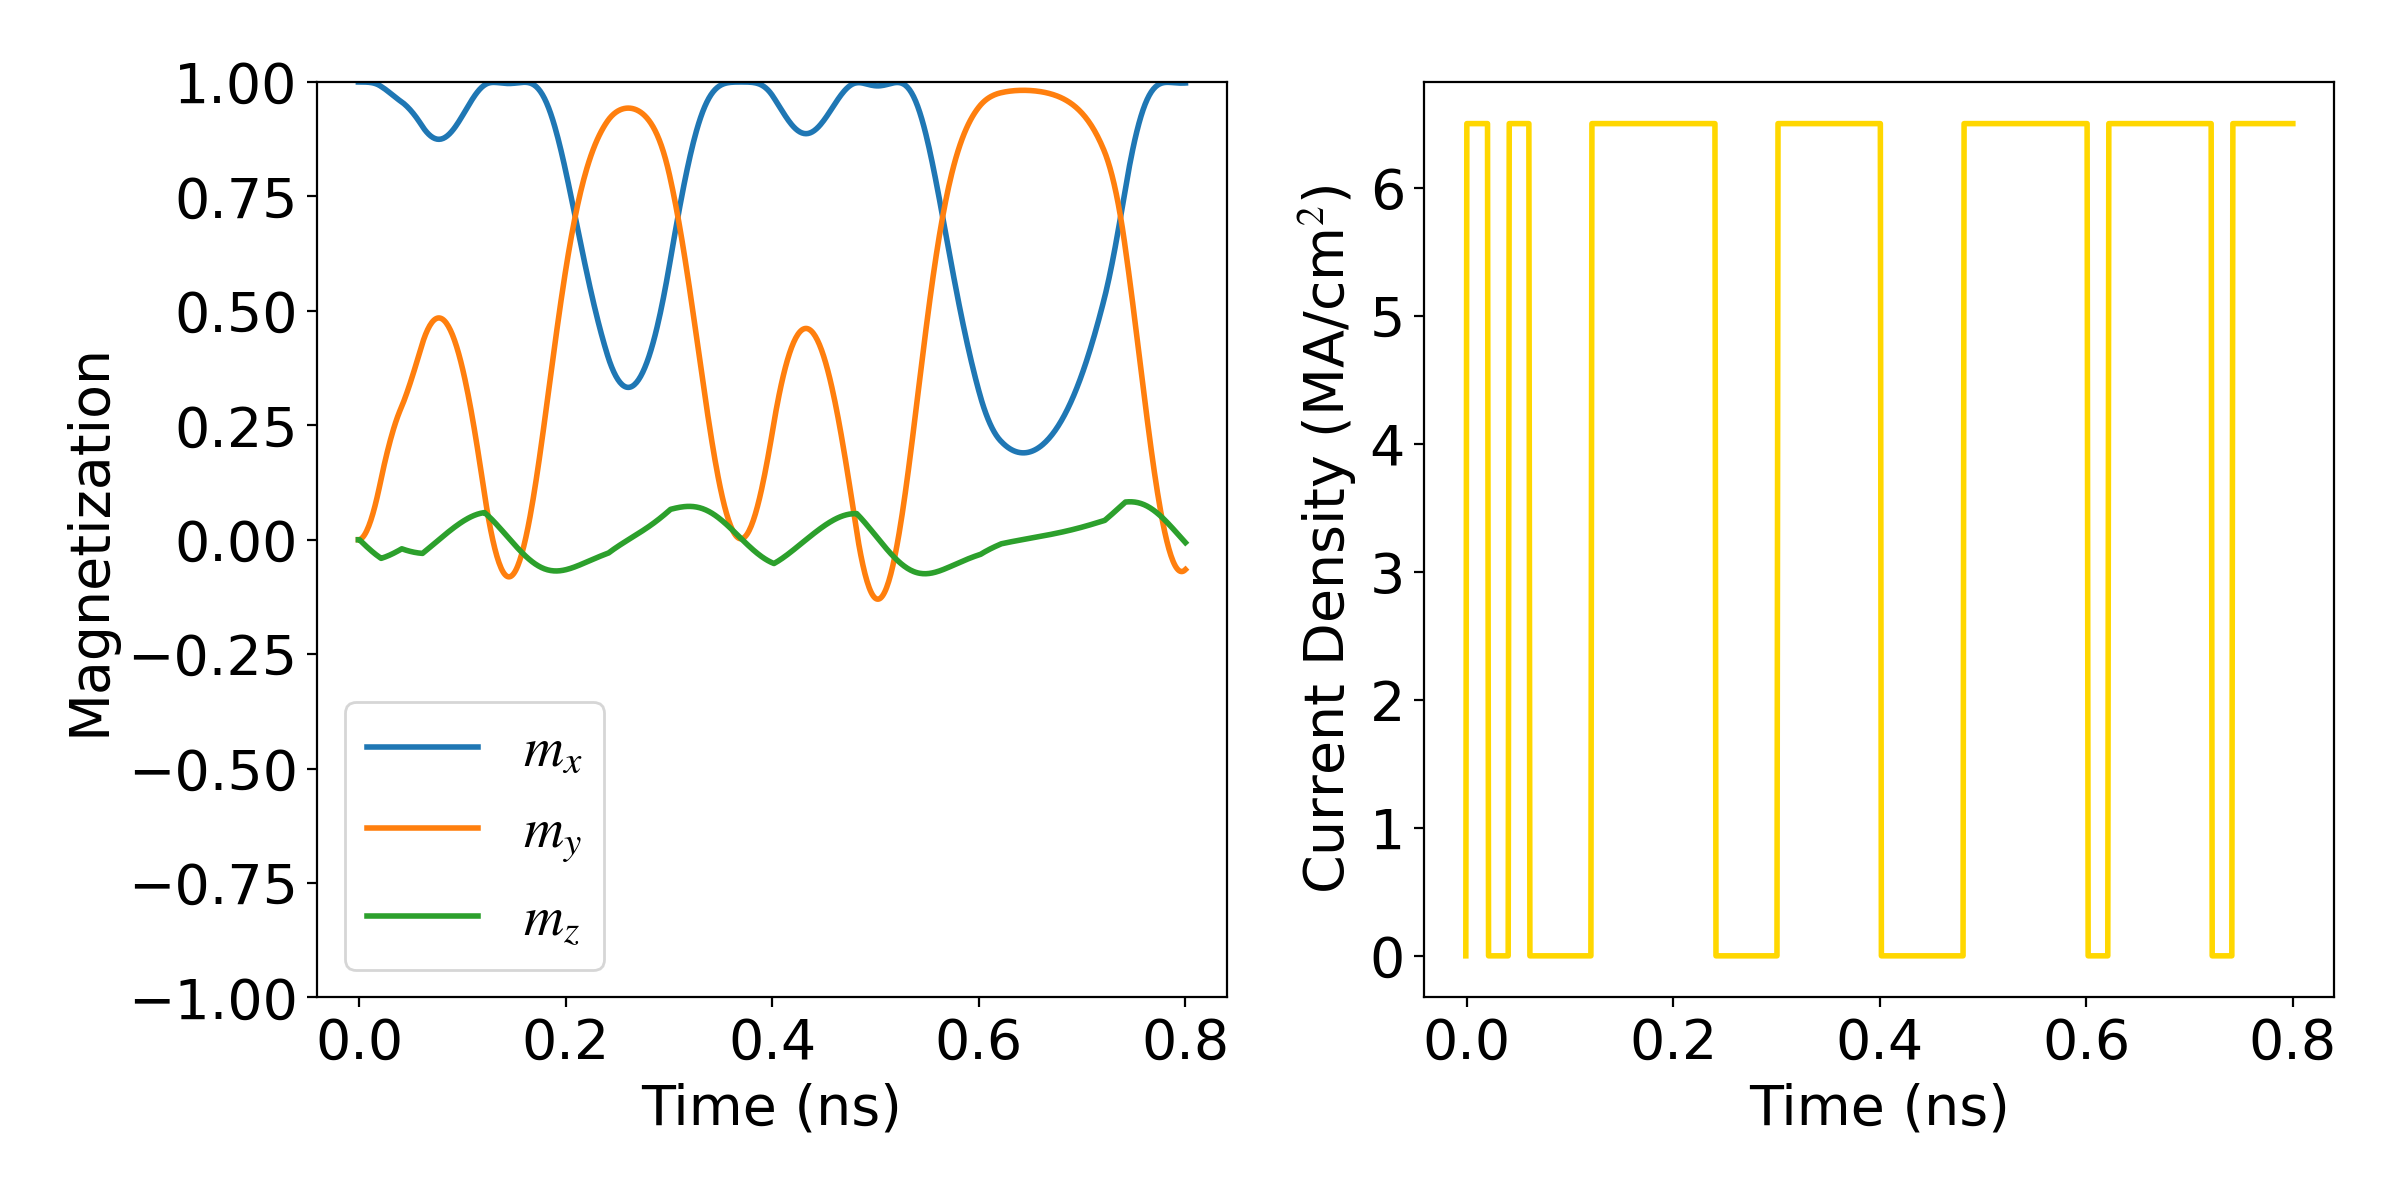 1.00
0.75
0.50
0.25
0.00
−0.25
−0.50
−0.75
−1.00
Magnetization
0.0 0.2 0.4 0.6 0.8
Time (ns)
mₓ
m_y
m_z
6
5
4
3
2
1
0
Current Density (MA/cm²)
0.0 0.2 0.4 0.6 0.8
Time (ns)